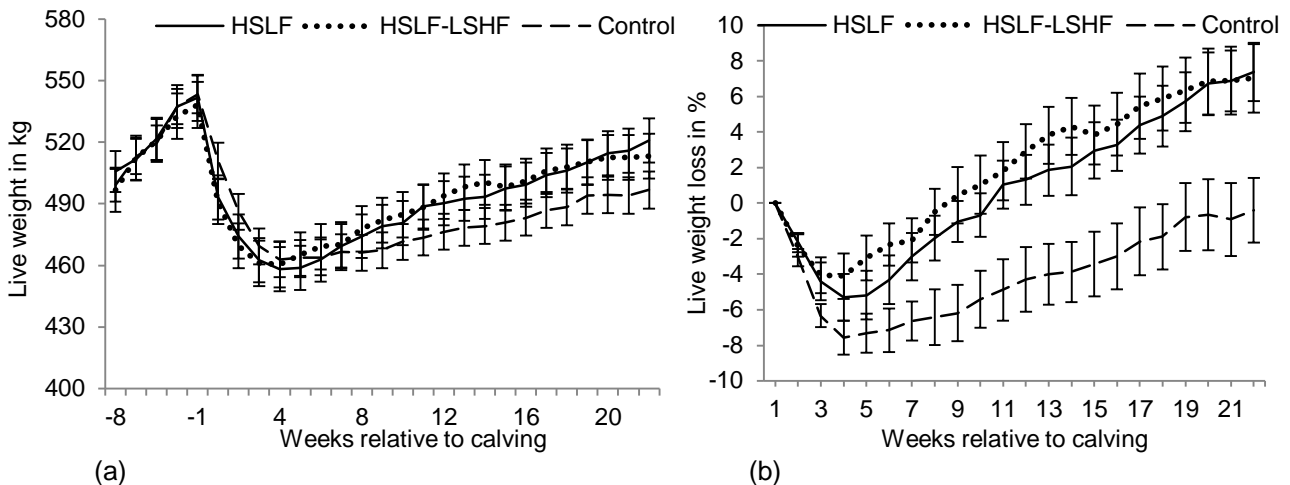 HSLF HSLF-LSHF Control
580
550
520
490
460
430
400
Live weight in kg
-8 -1 4 8 12 16 20
Weeks relative to calving
(a)
HSLF HSLF-LSHF Control
10
8
6
4
2
0
-2
-4
-6
-8
-10
Live weight loss in %
1 3 5 7 9 11 13 15 17 19 21
Weeks relative to calving
(b)